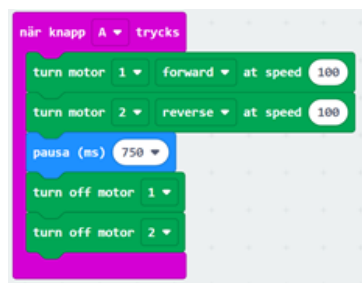 när knapp A trycks
turn motor 1 forward at speed 100
turn motor 2 reverse at speed 100
pausa (ms) 750
turn off motor 1
turn off motor 2